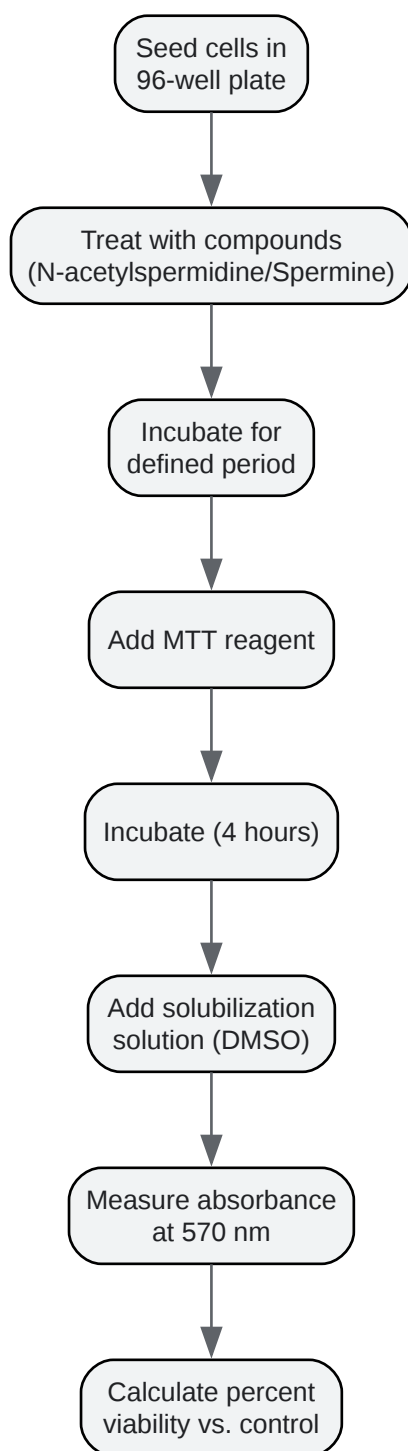 Seed cells in
96-well plate
Treat with compounds
(N-acetylspermidine/Spermine)
Incubate for
defined period
Add MTT reagent
Incubate (4 hours)
Add solubilization
solution (DMSO)
Measure absorbance
at 570 nm
Calculate percent
viability vs. control